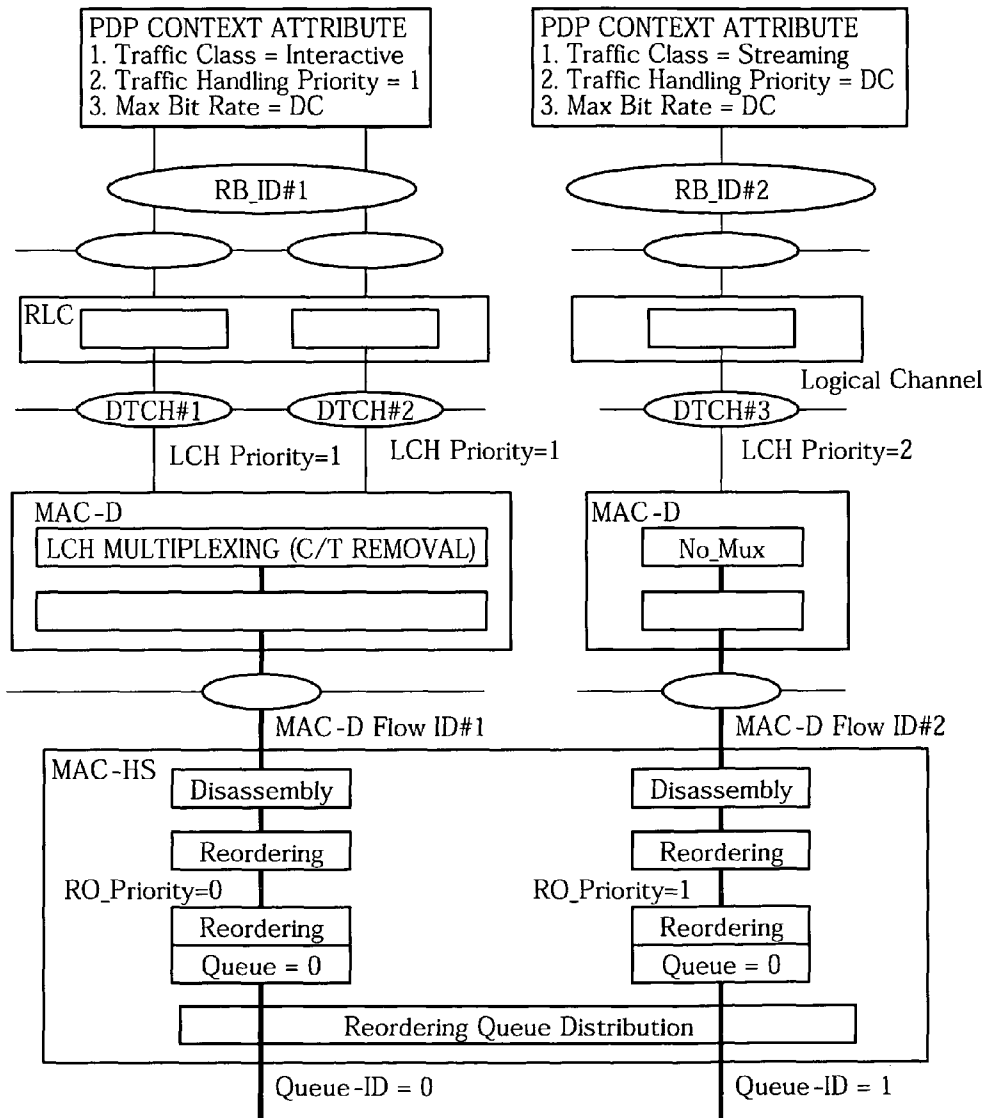 PDP CONTEXT ATTRIBUTE
1. Traffic Class = Interactive
2. Traffic Handling Priority = 1
3. Max Bit Rate = DC
PDP CONTEXT ATTRIBUTE
1. Traffic Class = Streaming
2. Traffic Handling Priority = DC
3. Max Bit Rate = DC
RB_ID#1
RB_ID#2
RLC
Logical Channel
DTCH#1
DTCH#2
DTCH#3
LCH Priority=1
LCH Priority=1
LCH Priority=2
MAC-D
LCH MULTIPLEXING (C/T REMOVAL)
MAC-D
No_Mux
MAC-D Flow ID#1
MAC-D Flow ID#2
MAC-HS
Disassembly
Disassembly
Reordering
Reordering
RO_Priority=0
RO_Priority=1
Reordering
Queue = 0
Reordering
Queue = 0
Reordering Queue Distribution
Queue-ID = 0
Queue-ID = 1